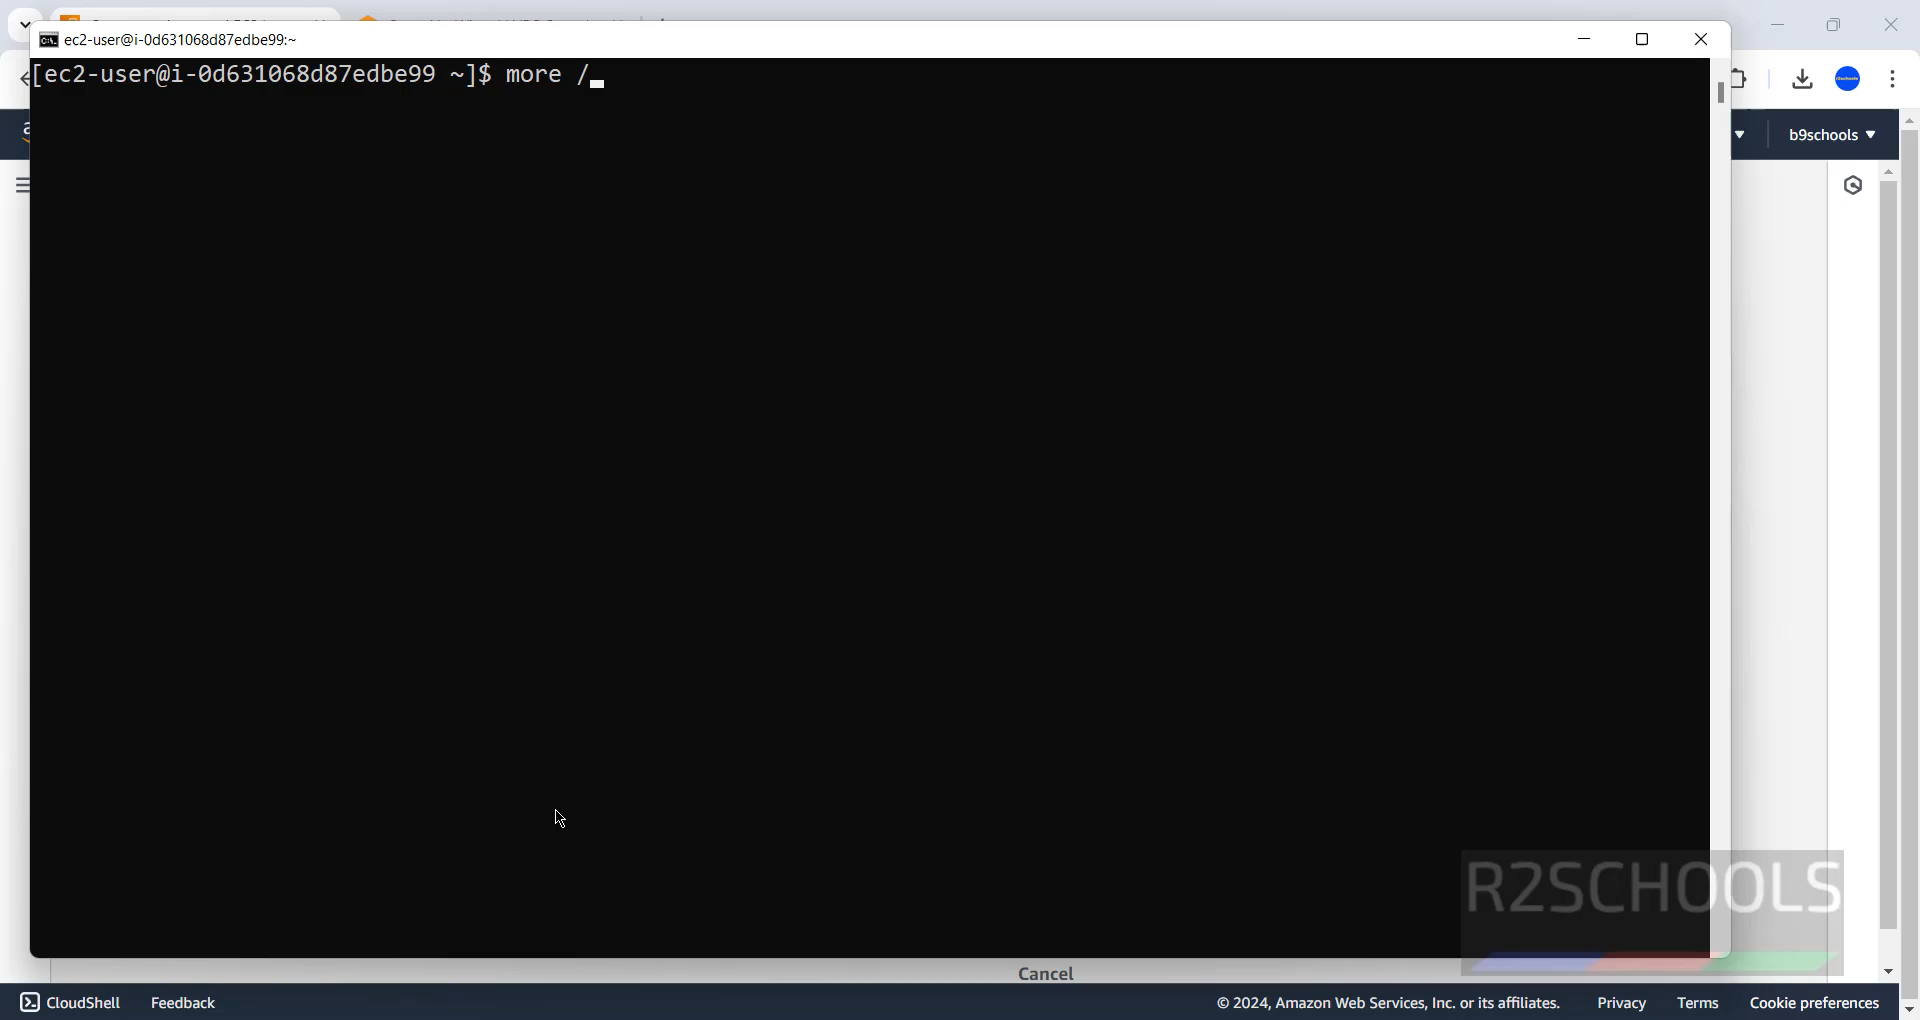 ec2-user@i-0d631068d87edbe99:~
[ec2-user@i-0d631068d87edbe99 ~]$ more /
b9schools
R2SCHOOLS
Cancel
CloudShell Feedback © 2024, Amazon Web Services, Inc. or its affiliates. Privacy Terms Cookie preferences